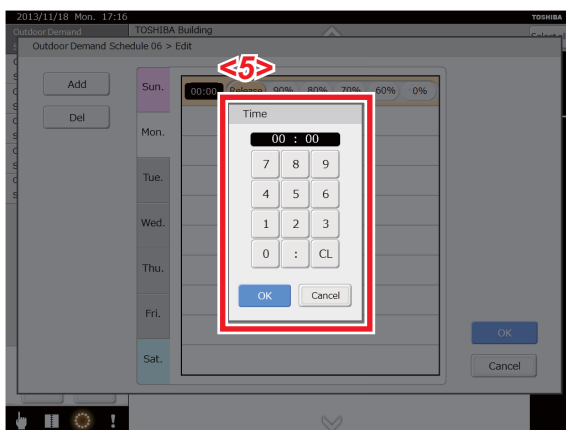 2013/11/18 Mon. 17:16
TOSHIBA
Outdoor Demand
TOSHIBA Building
Outdoor Demand Schedule 06 > Edit
<5>
Add
Del
Sun.
Mon.
Tue.
Wed.
Thu.
Fri.
Sat.
00:00 Release 90% 80% 70% 60% 0%
Time
00 : 00
7 8 9
4 5 6
1 2 3
0 : CL
OK Cancel
OK
Cancel